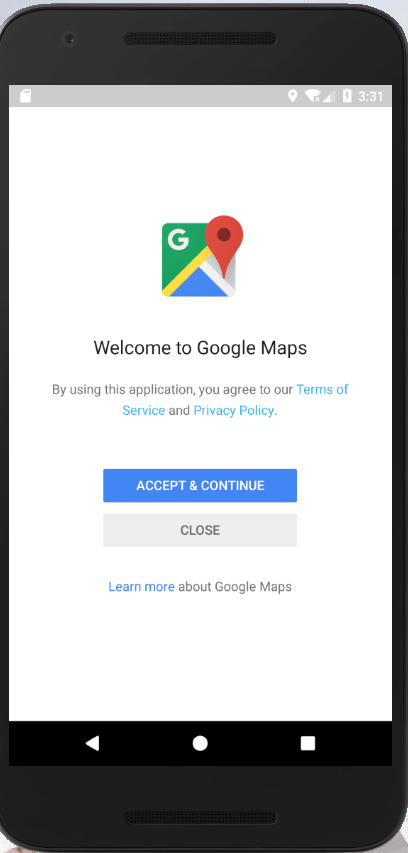 3:31
G
Welcome to Google Maps
By using this application, you agree to our Terms of
Service and Privacy Policy.
ACCEPT & CONTINUE
CLOSE
Learn more about Google Maps